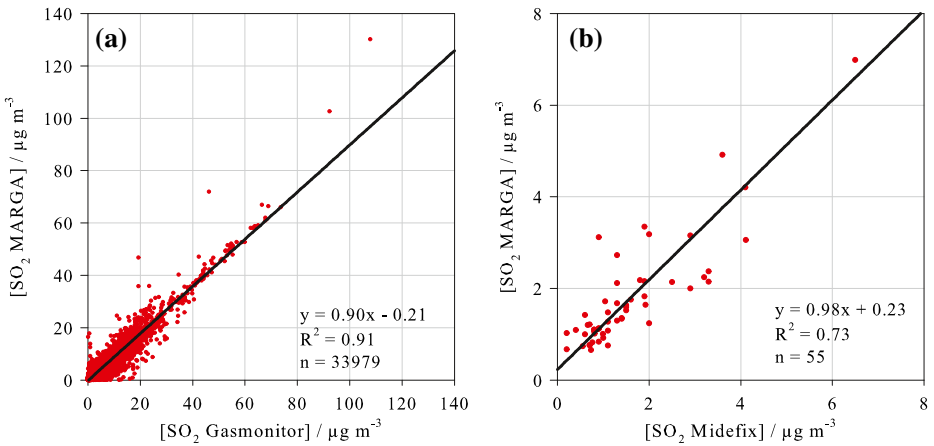 (a)
[SO2 MARGA] / µg m-3
140
120
100
80
60
40
20
0
0 20 40 60 80 100 120 140
[SO2 Gasmonitor] / µg m-3
y = 0.90x - 0.21
R2 = 0.91
n = 33979
(b)
[SO2 MARGA] / µg m-3
8
6
4
2
0
0 2 4 6 8
[SO2 Midefix] / µg m-3
y = 0.98x + 0.23
R2 = 0.73
n = 55